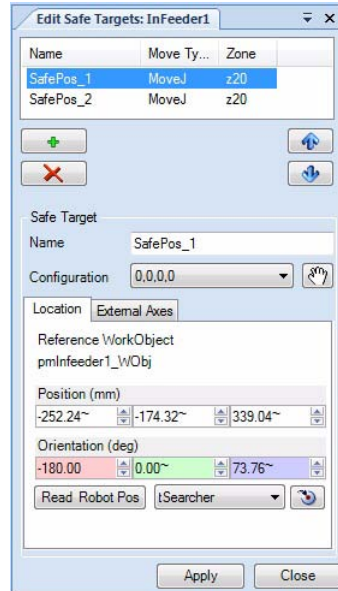 Edit Safe Targets: InFeeder1
Name Move Ty... Zone
SafePos_1 MoveJ z20
SafePos_2 MoveJ z20
Safe Target
Name SafePos_1
Configuration 0,0,0,0
Location External Axes
Reference WorkObject
pmInfeeder1_WObj
Position (mm)
-252.24~ -174.32~ 339.04~
Orientation (deg)
-180.00 0.00~ 73.76~
Read Robot Pos tSearcher
Apply Close